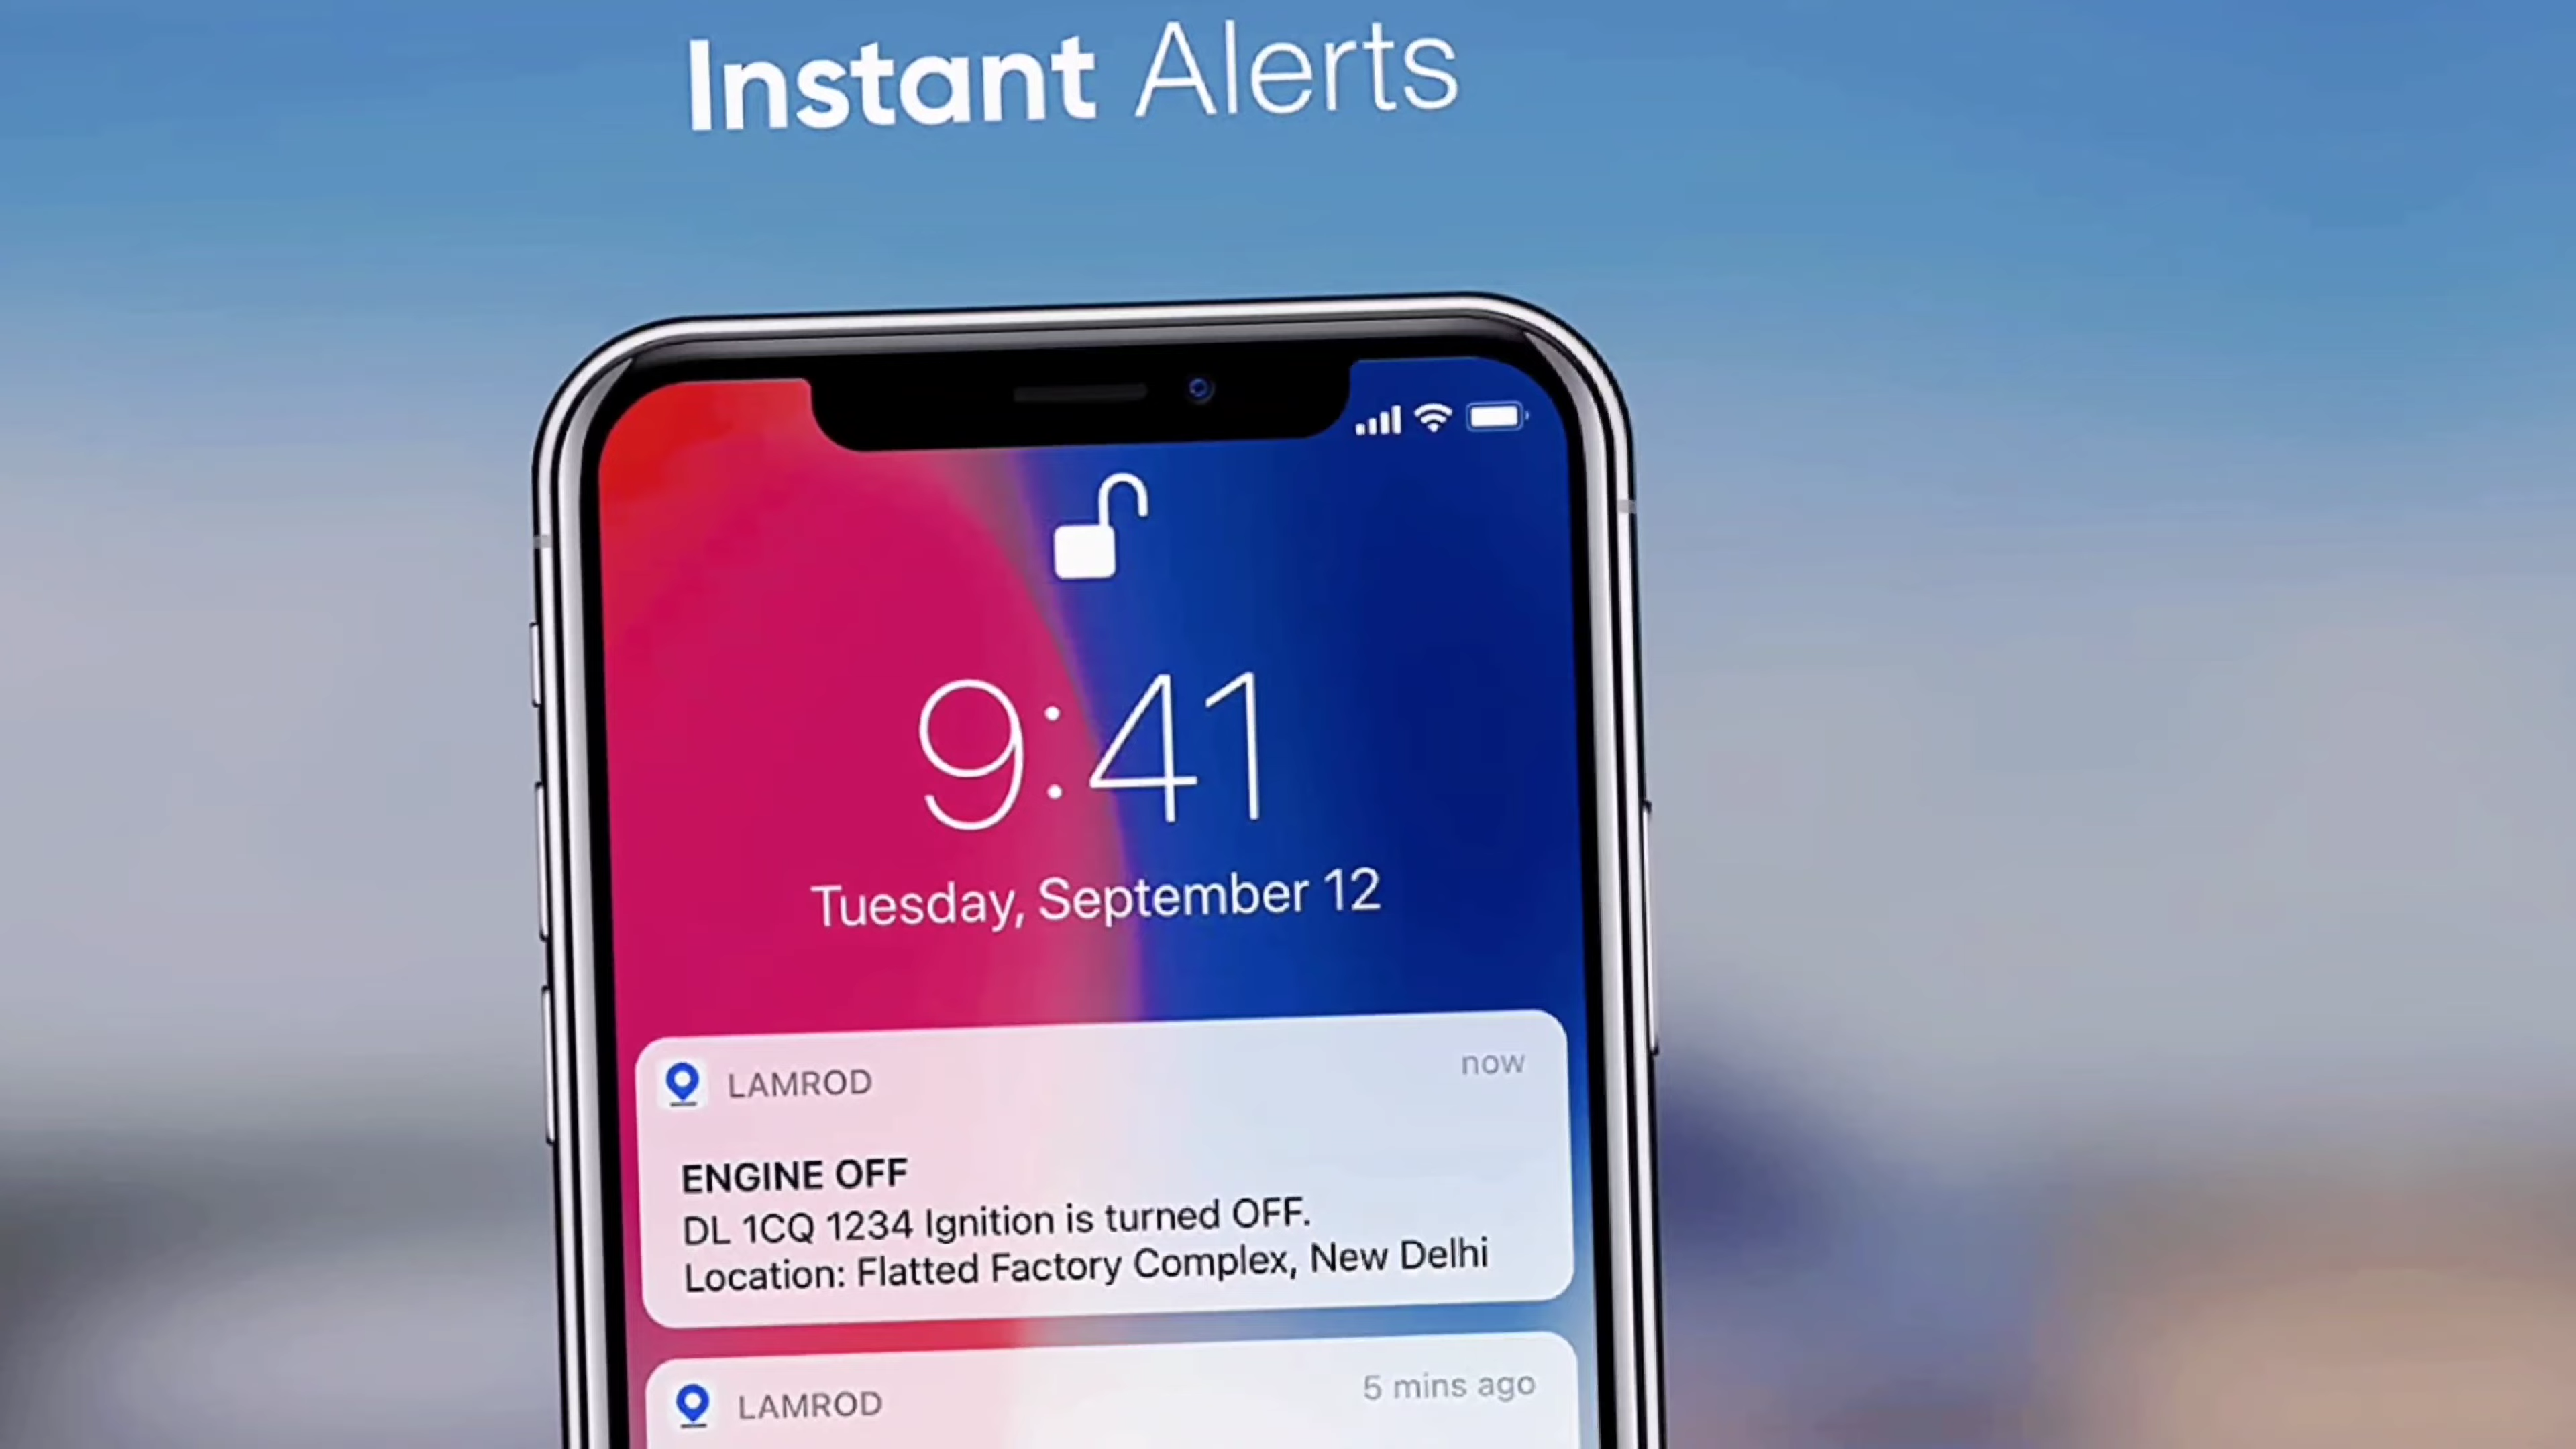 Instant Alerts
9:41
Tuesday, September 12
LAMROD
now
ENGINE OFF
DL 1CQ 1234 Ignition is turned OFF.
Location: Flatted Factory Complex, New Delhi
LAMROD
5 mins ago